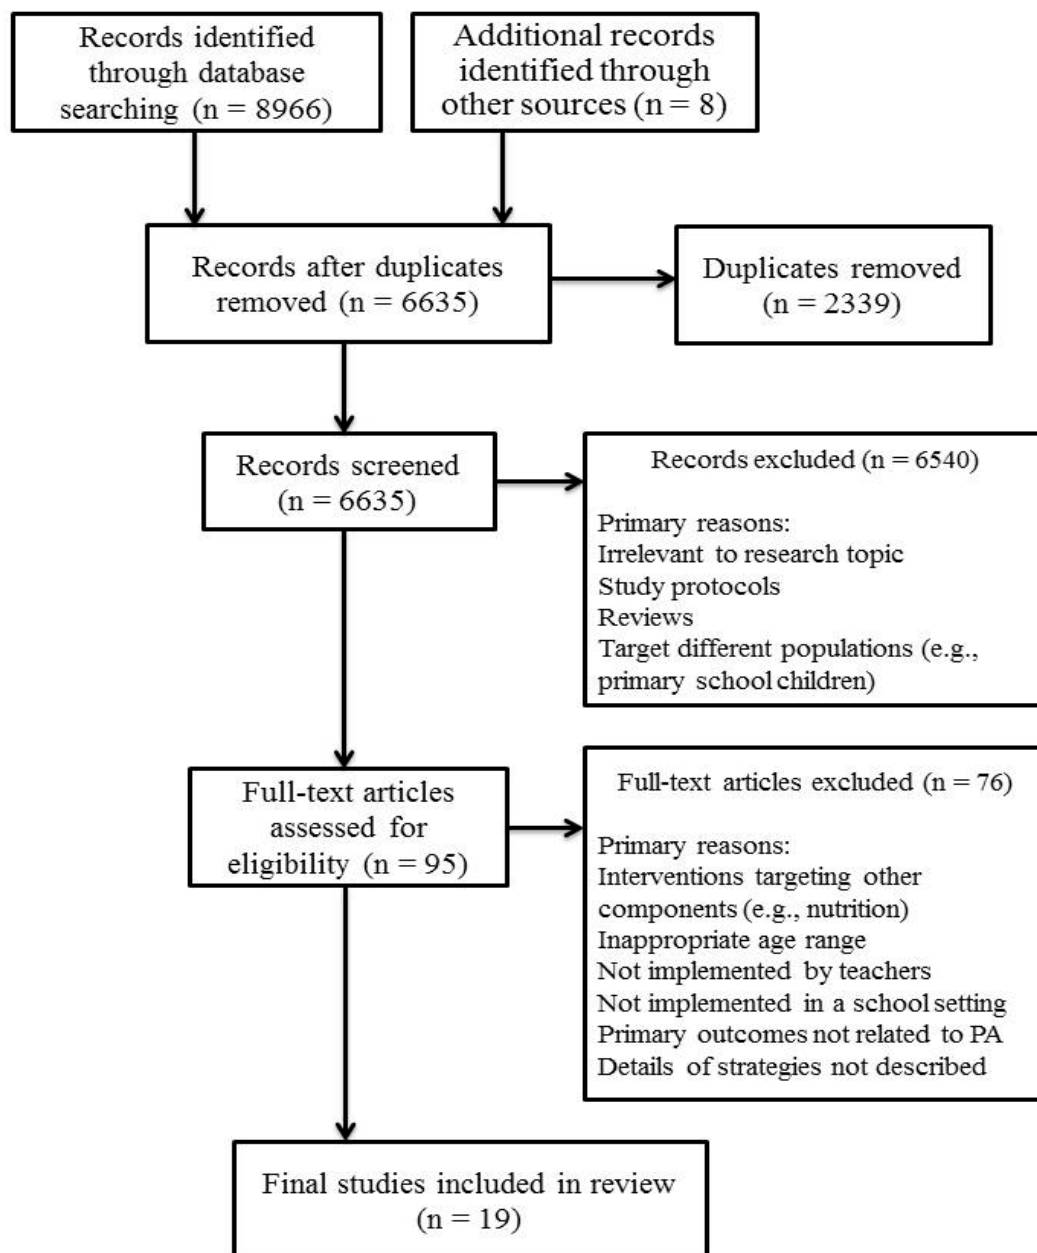 Records identified
through database
searching (n = 8966)
Additional records
identified through
other sources (n = 8)
Records after duplicates
removed (n = 6635)
Duplicates removed
(n = 2339)
Records screened
(n = 6635)
Records excluded (n = 6540)
Primary reasons:
Irrelevant to research topic
Study protocols
Reviews
Target different populations (e.g.,
primary school children)
Full-text articles
assessed for
eligibility (n = 95)
Full-text articles excluded (n = 76)
Primary reasons:
Interventions targeting other
components (e.g., nutrition)
Inappropriate age range
Not implemented by teachers
Not implemented in a school setting
Primary outcomes not related to PA
Details of strategies not described
Final studies included in review
(n = 19)